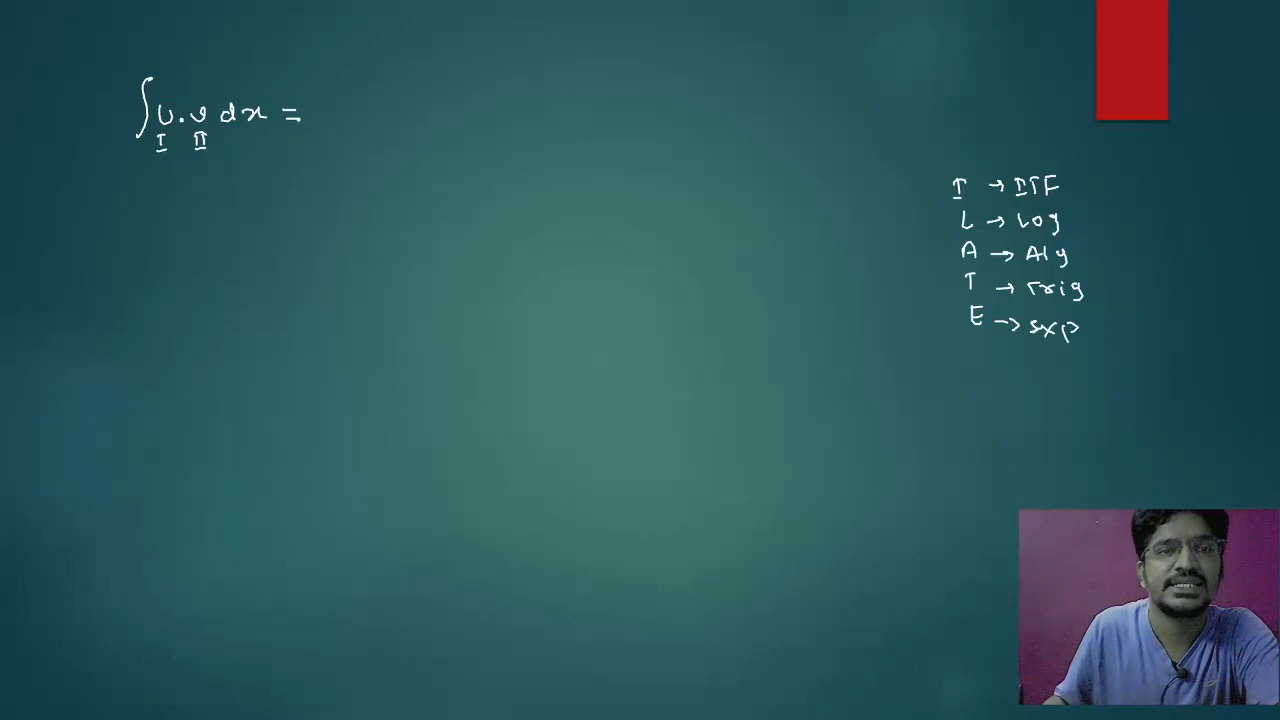 ∫ U.v dx =
I II
I → ITF
L → Log
A → Alg
T → Trig
E → Exp